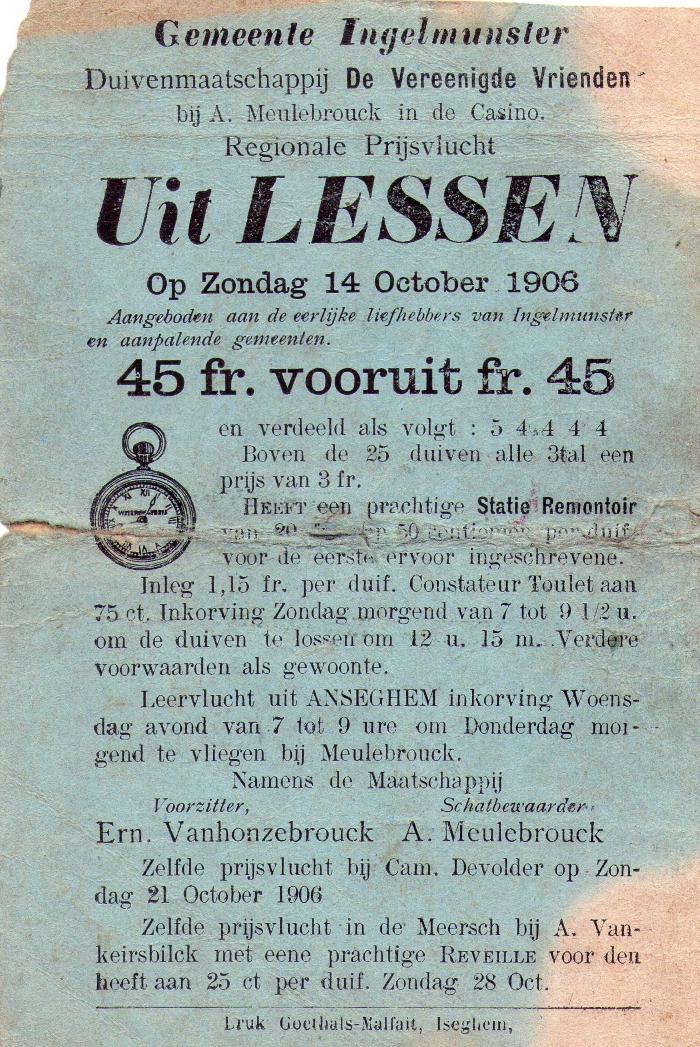 Gemeente Ingelmunster
Duivenmaatschappij De Vereenigde Vrienden
bij A. Meulebrouck in de Casino.
Regionale Prijsvlucht
Uit LESSEN
Op Zondag 14 October 1906
Aangeboden aan de eerlijke liefhebbers van Ingelmunster
en aanpalende gemeenten.
45 fr. vooruit fr. 45
en verdeeld als volgt : 5 4 4 4 4
Boven de 25 duiven alle 3tal een
prijs van 3 fr.
HEEFT een prachtige Statie Remontoir
van 20 50 centiemen per duif
voor de eerste ervoor ingeschrevene.
Inleg 1,15 fr. per duif. Constateur Toulet aan
75 ct. Inkorving Zondag morgend van 7 tot 9 1/2 u.
om de duiven te lossen om 12 u. 15 m. Verdere
voorwaarden als gewoonte.
Leervlucht uit ANSEGHEM inkorving Woens-
dag avond van 7 tot 9 ure om Donderdag mor-
gend te vliegen bij Meulebrouck.
Namens de Maatschappij
Voorzitter, Schatbewaarder,
Ern. Vanhonzebrouck A. Meulebrouck
Zelfde prijsvlucht bij Cam. Devolder op Zon-
dag 21 October 1906
Zelfde prijsvlucht in de Meersch bij A. Van-
keirsbilck met eene prachtige REVEILLE voor den
heeft aan 25 ct per duif. Zondag 28 Oct.
Druk Goethals-Malfait, Iseghem,